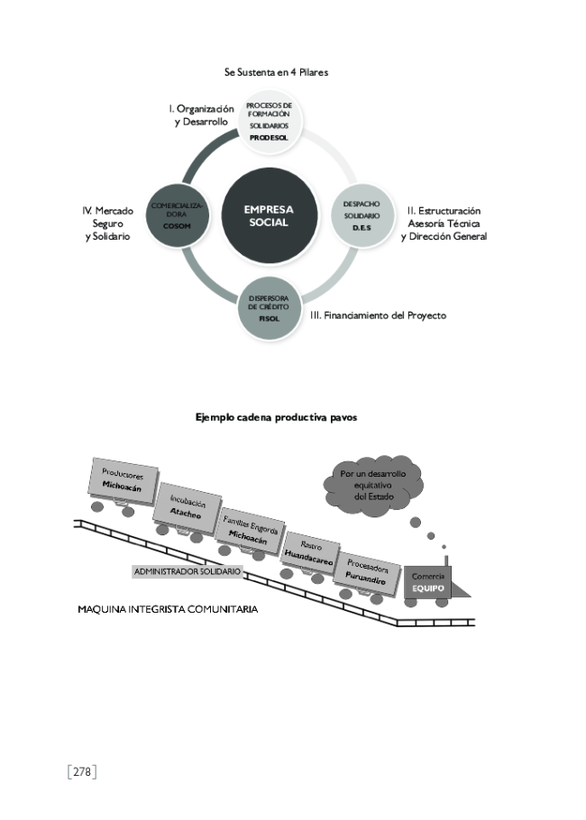 Se Sustenta en 4 Pilares
I. Organización
y Desarrollo
PROCESOS DE
FORMACIÓN
SOLIDARIOS
PRODESOL
IV. Mercado
Seguro
y Solidario
COMERCIALIZA-
DORA
COSOM
EMPRESA
SOCIAL
DESPACHO
SOLIDARIO
D.E.S
II. Estructuración
Asesoría Técnica
y Dirección General
DISPERSORA
DE CRÉDITO
FISOL
III. Financiamiento del Proyecto
Ejemplo cadena productiva pavos
Productores
Michoacán
Incubación
Atacheo
Familias Engorda
Michoacán
Rastro
Huandacareo
Procesadora
Puruandiro
Comercia
EQUIPO
Por un desarrollo
equitativo
del Estado
ADMINISTRADOR SOLIDARIO
MAQUINA INTEGRISTA COMUNITARIA
[278]